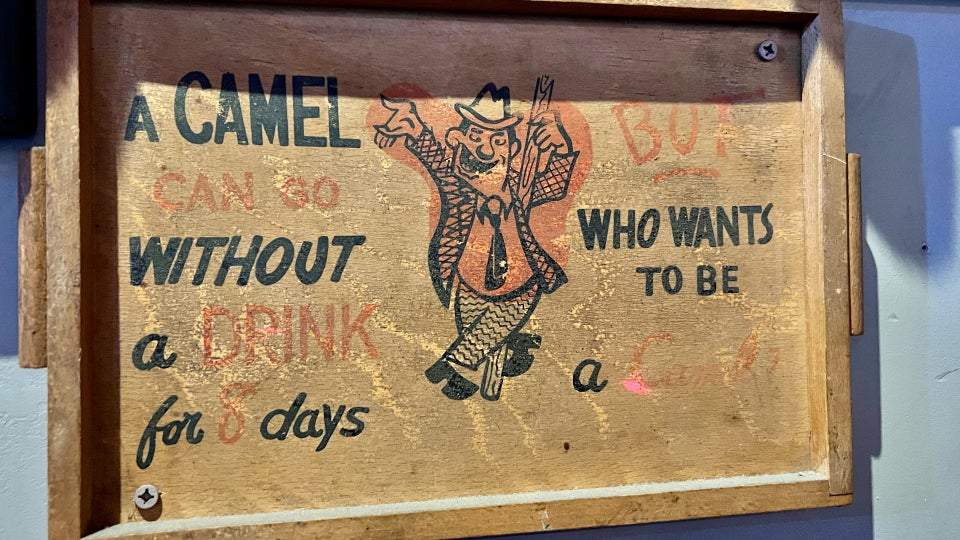 A CAMEL
CAN GO
WITHOUT
a DRINK
for 8 days
BUT
WHO WANTS
TO BE
a Camel?